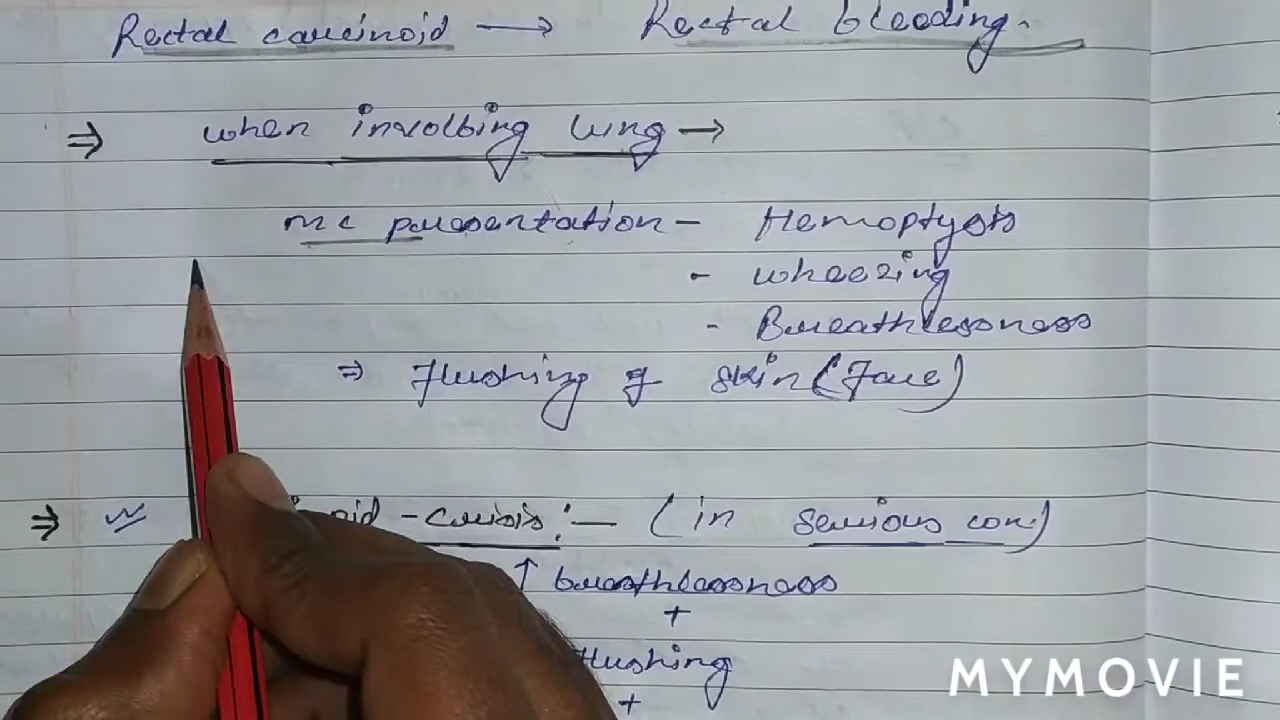 Rectal carcinoid → Rectal bleeding.
⇒ when involbing lung →
mc presentation - Hemoptysis
- wheezing
- Breathlessness
⇒ flushing of skin (Face)
⇒ -crisis :- (in serious con.)
↑ breathlessness
+
flushing
+
MYMOVIE